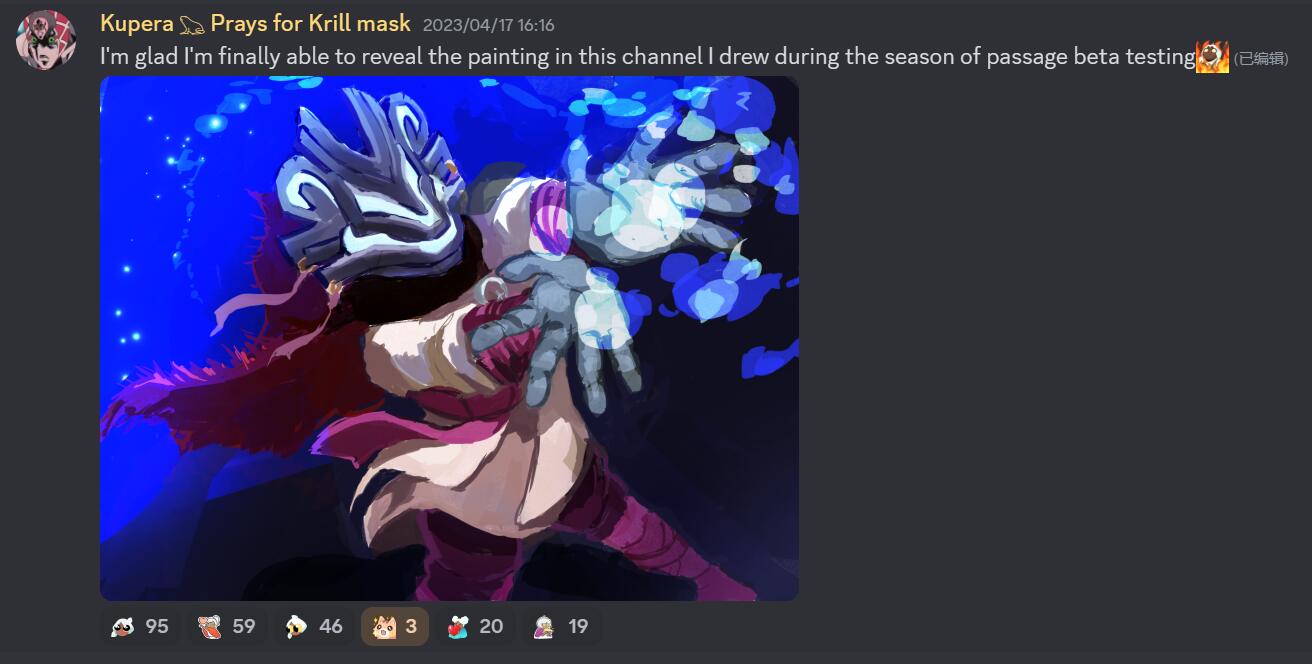 Kupera Prays for Krill mask 2023/04/17 16:16
I'm glad I'm finally able to reveal the painting in this channel I drew during the season of passage beta testing (已编辑)
95 59 46 3 20 19